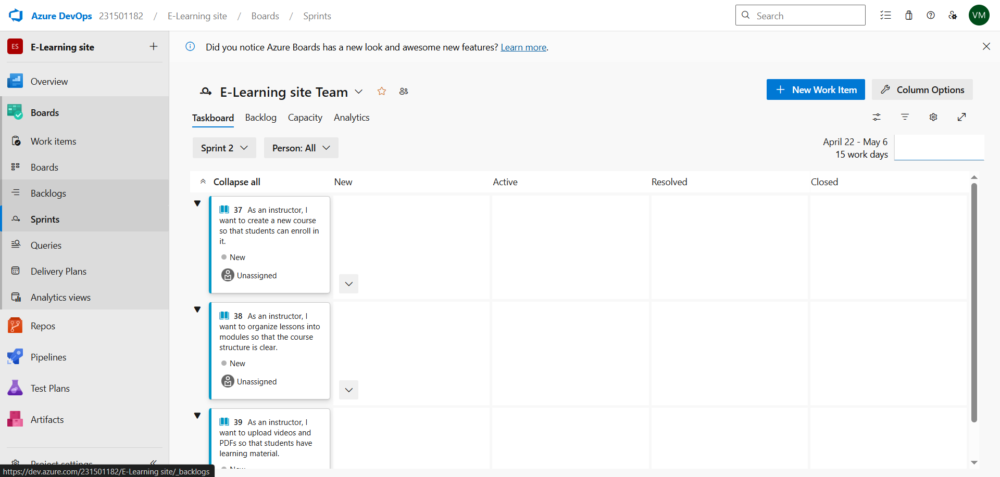 Azure DevOps 231501182 / E-Learning site / Boards / Sprints
Search
VM
ES E-Learning site
Did you notice Azure Boards has a new look and awesome new features? Learn more.
Overview
Boards
Work items
Boards
Backlogs
Sprints
Queries
Delivery Plans
Analytics views
Repos
Pipelines
Test Plans
Artifacts
Project settings
https://dev.azure.com/231501182/E-Learning site/_backlogs
E-Learning site Team
New Work Item
Column Options
Taskboard Backlog Capacity Analytics
Sprint 2
Person: All
April 22 - May 6
15 work days
Collapse all New Active Resolved Closed
37 As an instructor, I
want to create a new course
so that students can enroll in
it.
New
Unassigned
38 As an instructor, I
want to organize lessons into
modules so that the course
structure is clear.
New
Unassigned
39 As an instructor, I
want to upload videos and
PDFs so that students have
learning material.
New